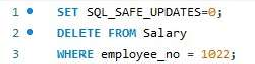 1 SET SQL_SAFE_UPDATES=0;
2 DELETE FROM Salary
3 WHERE employee_no = 1022;